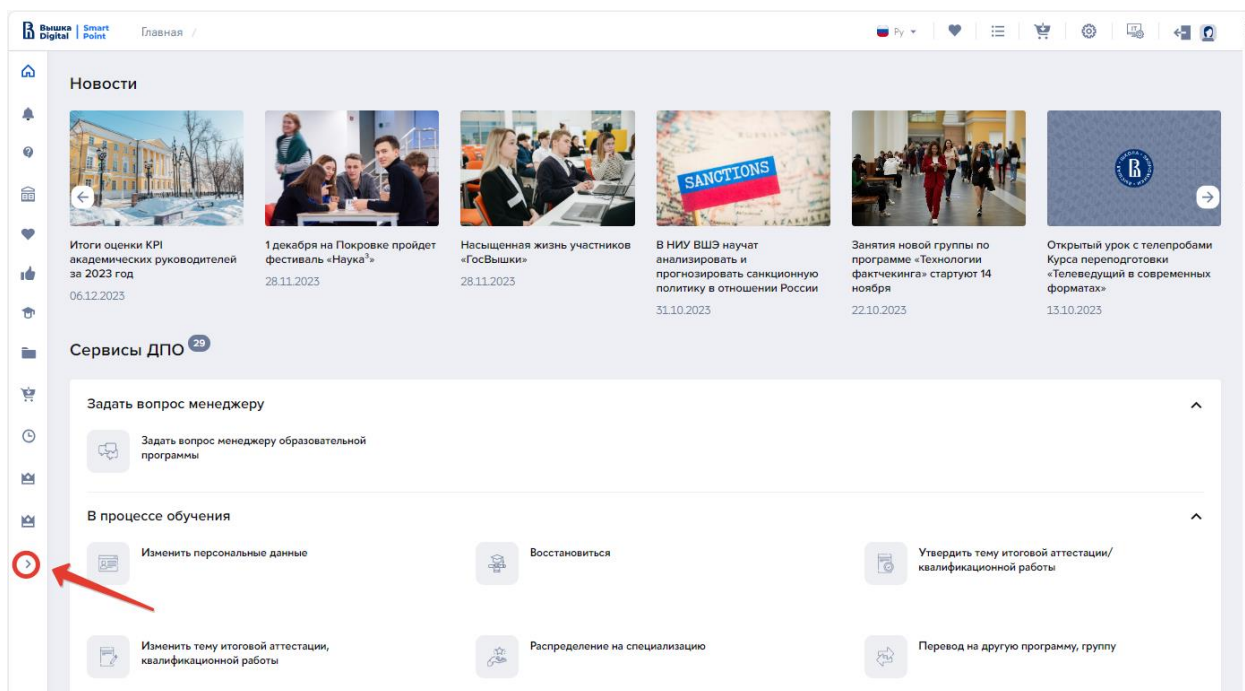 Вышка Digital
Smart Point
Главная /
Ру
Новости
SANCTIONS
Итоги оценки KPI
академических руководителей
за 2023 год
06.12.2023
1 декабря на Покровке пройдет
фестиваль «Наука³»
28.11.2023
Насыщенная жизнь участников
«ГосВышки»
28.11.2023
В НИУ ВШЭ научат
анализировать и
прогнозировать санкционную
политику в отношении России
31.10.2023
Занятия новой группы по
программе «Технологии
фактчекинга» стартуют 14
ноября
22.10.2023
Открытый урок с телепробами
Курса переподготовки
«Телеведущий в современных
форматах»
13.10.2023
Сервисы ДПО 29
Задать вопрос менеджеру
Задать вопрос менеджеру образовательной
программы
В процессе обучения
Изменить персональные данные
Восстановиться
Утвердить тему итоговой аттестации/
квалификационной работы
Изменить тему итоговой аттестации,
квалификационной работы
Распределение на специализацию
Перевод на другую программу, группу